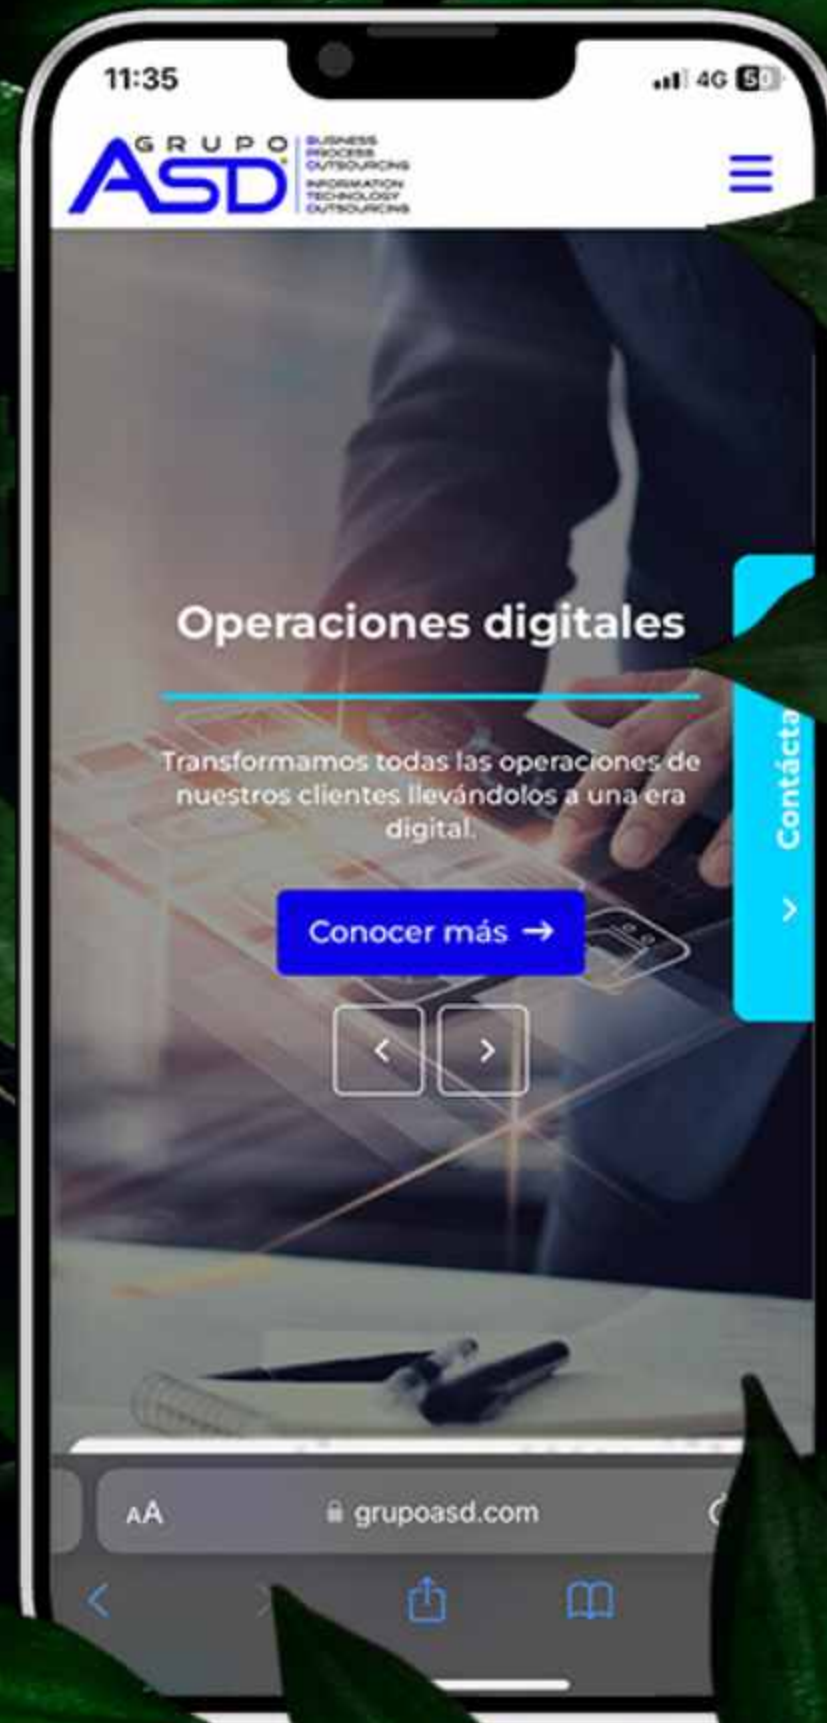 11:35
4G 50
GRUPO
ASD
BUSINESS
PROCESS
OUTSOURCING
INFORMATION
TECHNOLOGY
OUTSOURCING
Operaciones digitales
Transformamos todas las operaciones de
nuestros clientes llevándolos a una era
digital.
Conocer más →
Contácta
AA
grupoasd.com